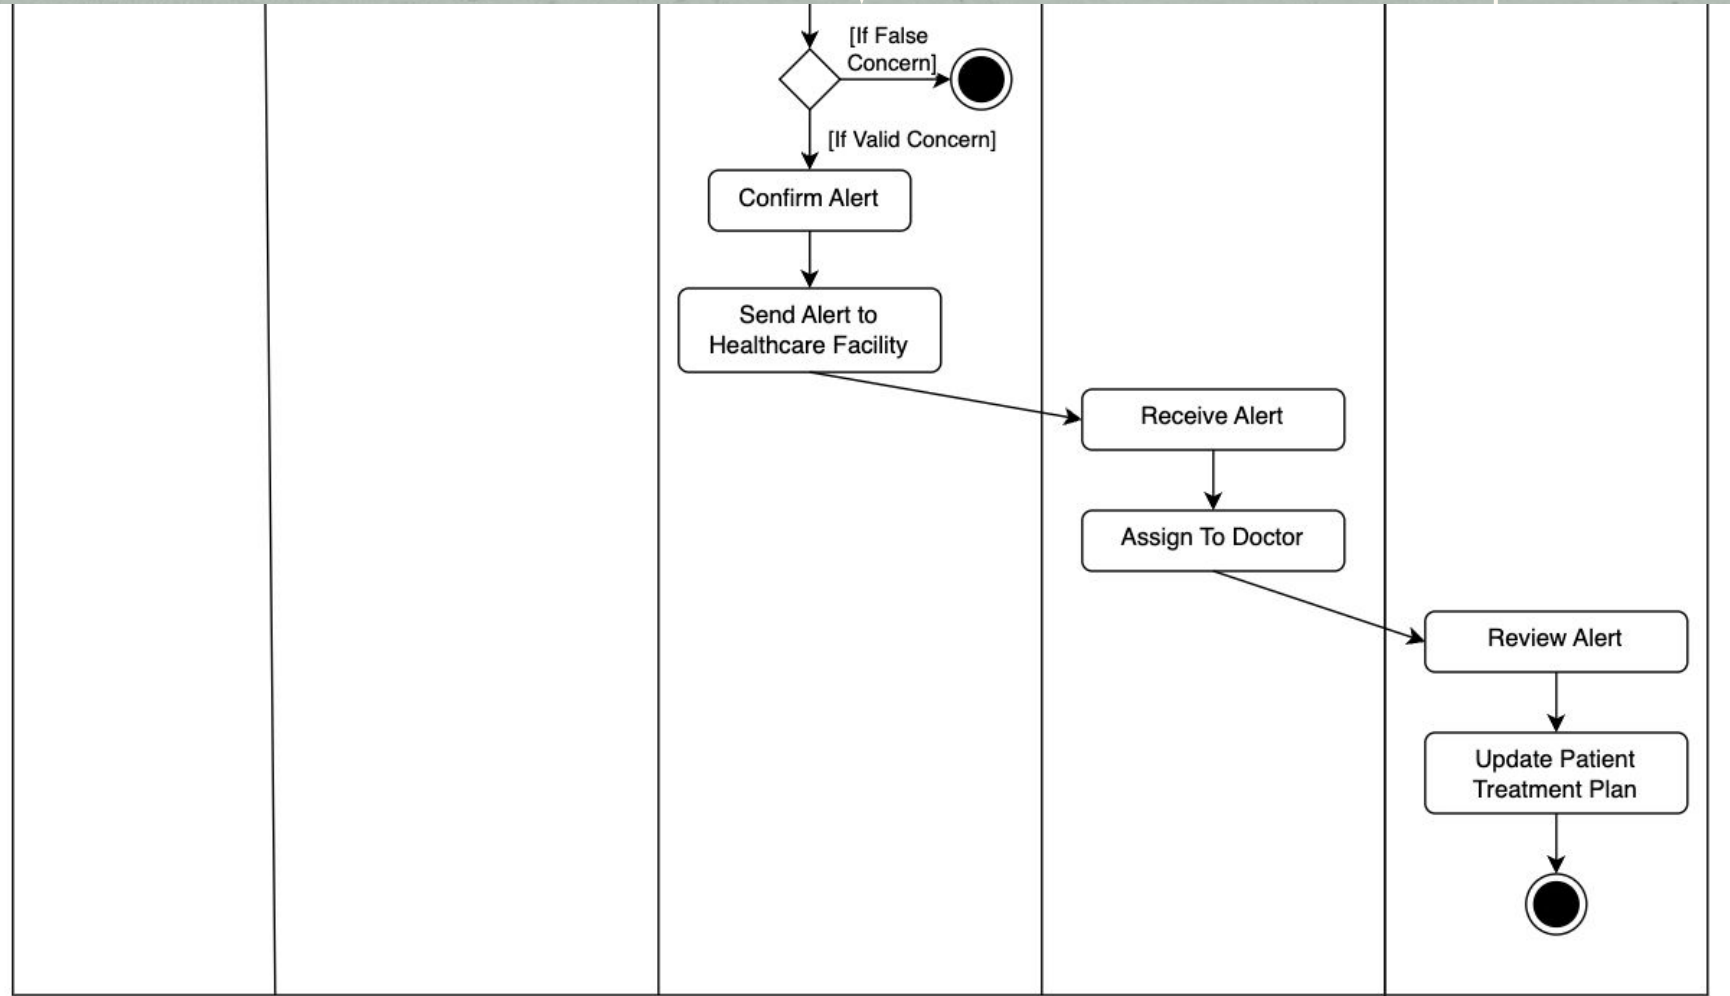 [If False
Concern]
[If Valid Concern]
Confirm Alert
Send Alert to
Healthcare Facility
Receive Alert
Assign To Doctor
Review Alert
Update Patient
Treatment Plan